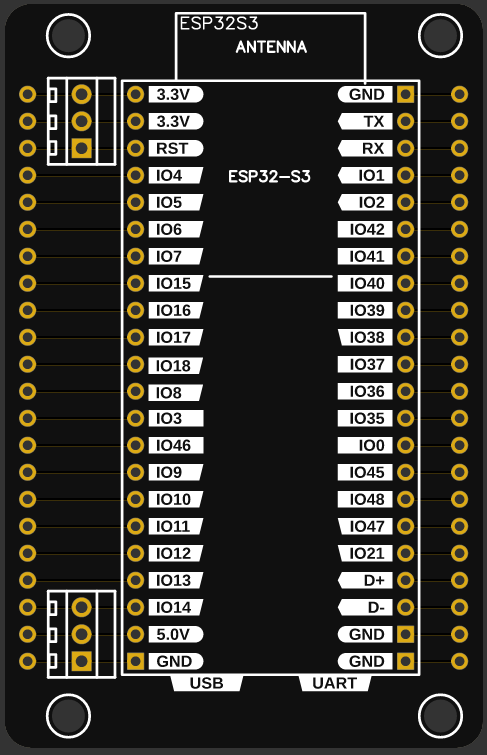 ESP32S3
ANTENNA
3.3V GND
3.3V TX
RST RX
IO4 ESP32-S3 IO1
IO5 IO2
IO6 IO42
IO7 IO41
IO15 IO40
IO16 IO39
IO17 IO38
IO18 IO37
IO8 IO36
IO3 IO35
IO46 IO0
IO9 IO45
IO10 IO48
IO11 IO47
IO12 IO21
IO13 D+
IO14 D-
5.0V GND
GND GND
USB UART